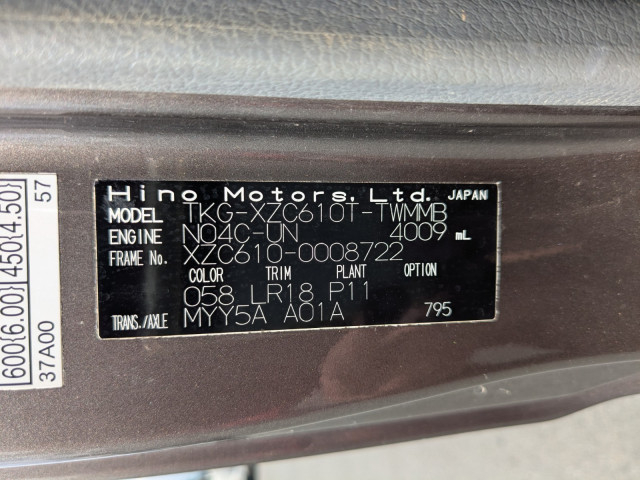 Hino Motors, Ltd. JAPAN
MODEL TKG-XZC610T-TWMMB
ENGINE N04C-UN 4009 mL
FRAME No. XZC610-0008722
COLOR TRIM PLANT OPTION
058 LR18 P11
TRANS./AXLE MYY5A A01A 795
600{6.00} 450{4.50}
37A00 57